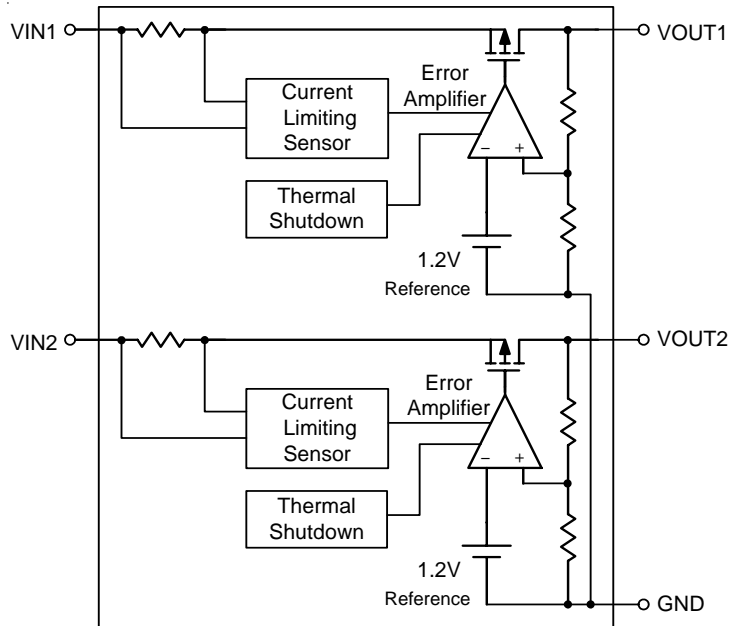 VIN1
VOUT1
Error
Amplifier
Current
Limiting
Sensor
− +
Thermal
Shutdown
1.2V
Reference
VIN2
VOUT2
Error
Amplifier
Current
Limiting
Sensor
− +
Thermal
Shutdown
1.2V
Reference
GND